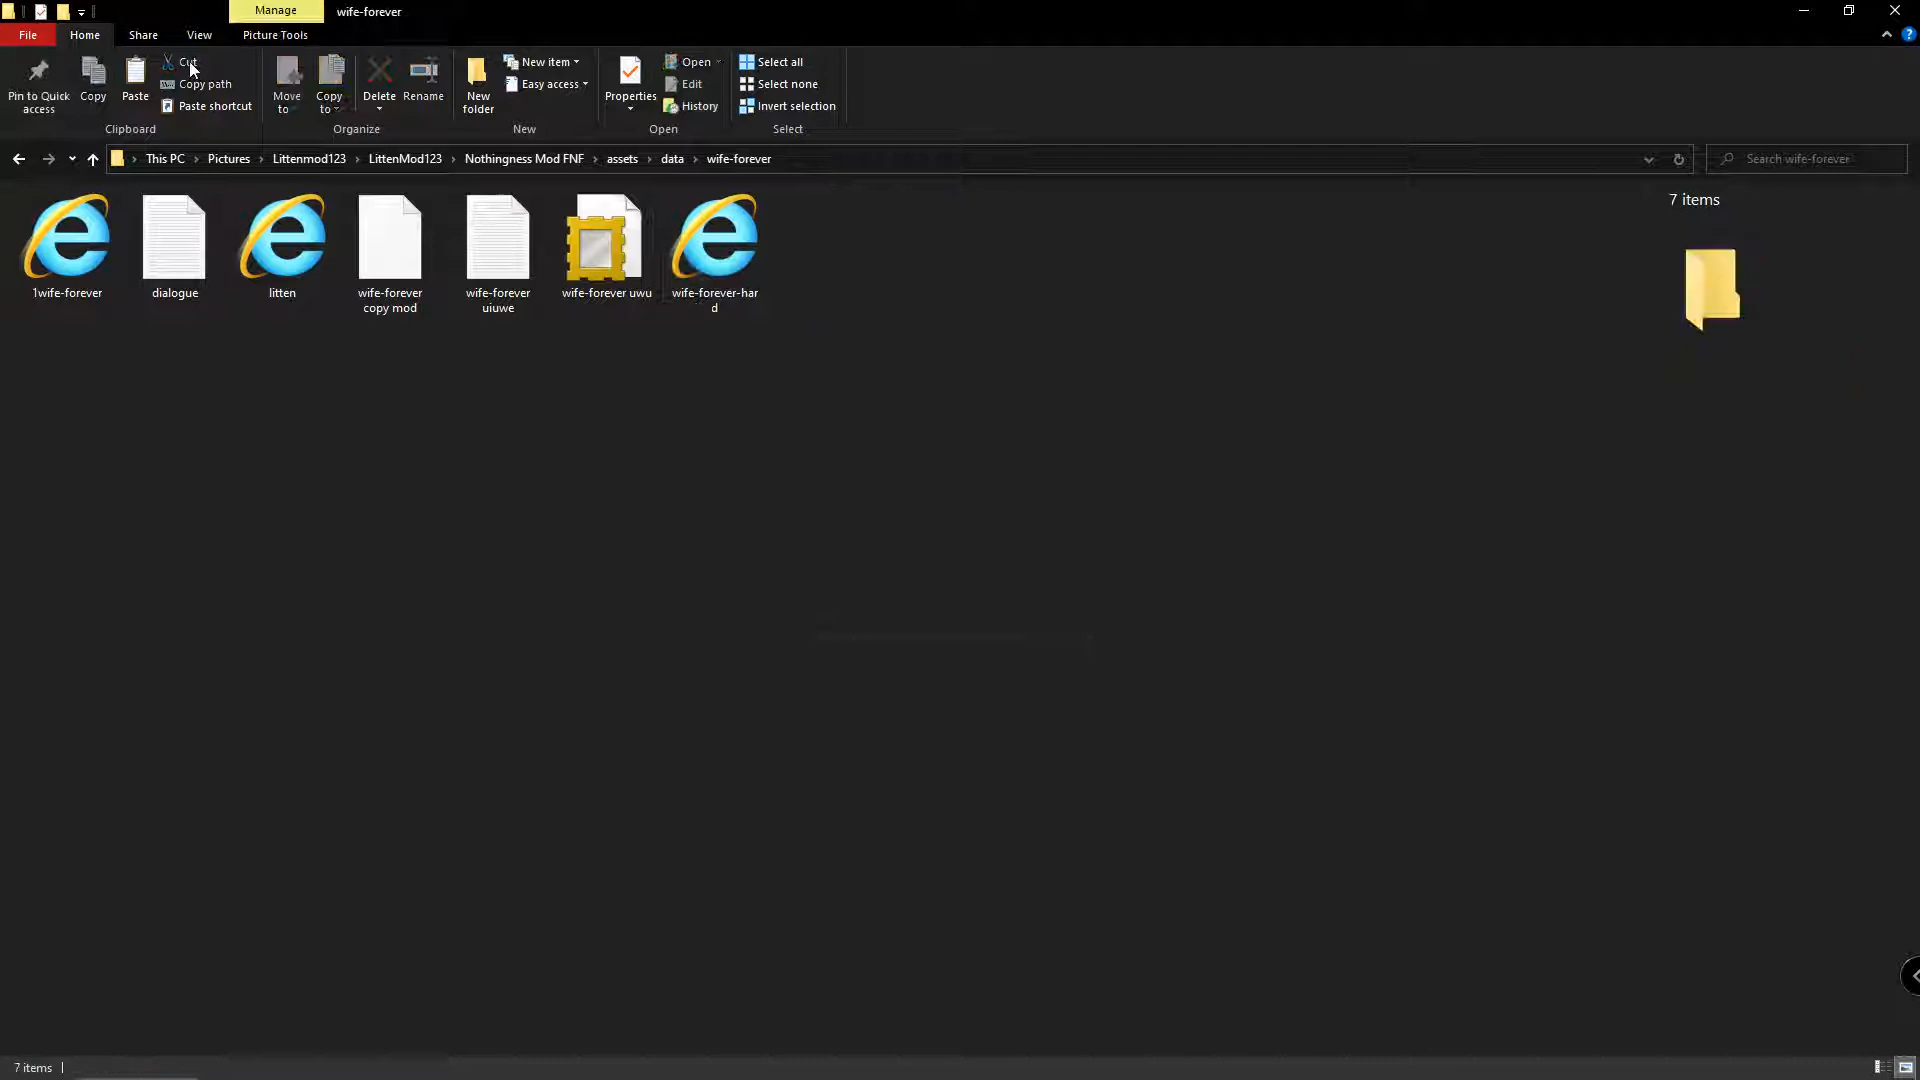 Manage
wife-forever
File
Home
Share
View
Picture Tools
Pin to Quick
access
Copy
Paste
Cut
Copy path
Paste shortcut
Clipboard
Move
to
Copy
to
Delete
Rename
Organize
New
folder
New item
Easy access
New
Properties
Open
Edit
History
Open
Select all
Select none
Invert selection
Select
This PC
Pictures
Littenmod123
LittenMod123
Nothingness Mod FNF
assets
data
wife-forever
Search wife-forever
1wife-forever
dialogue
litten
wife-forever
copy mod
wife-forever
uiuwe
wife-forever uwu
wife-forever-har
d
7 items
7 items